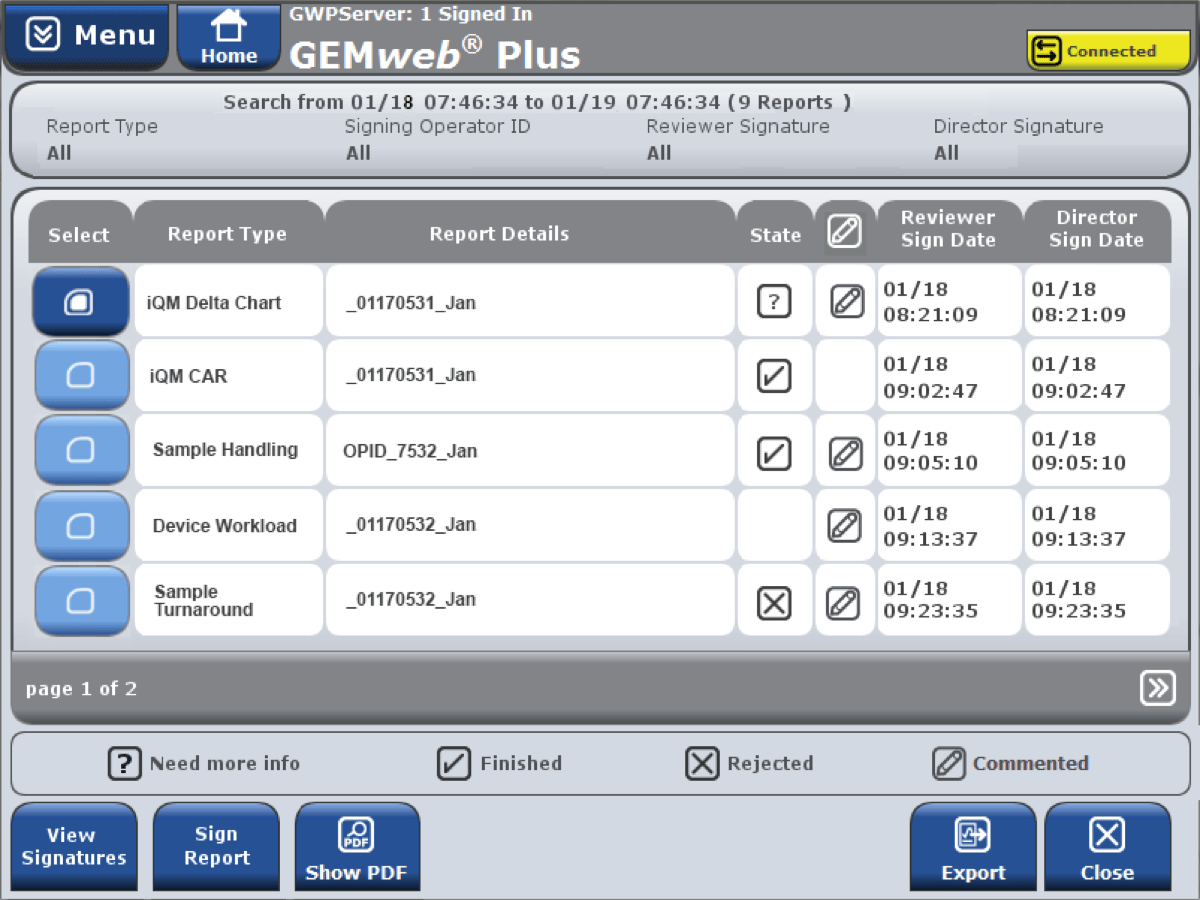 Menu
Home
GWPServer: 1 Signed In
GEMweb® Plus
Connected
Search from 01/18 07:46:34 to 01/19 07:46:34 (9 Reports )
Report Type Signing Operator ID Reviewer Signature Director Signature
All All All All
Select Report Type Report Details State Reviewer Sign Date Director Sign Date
iQM Delta Chart _01170531_Jan ? 01/18 08:21:09 01/18 08:21:09
iQM CAR _01170531_Jan 01/18 09:02:47 01/18 09:02:47
Sample Handling OPID_7532_Jan 01/18 09:05:10 01/18 09:05:10
Device Workload _01170532_Jan 01/18 09:13:37 01/18 09:13:37
Sample Turnaround _01170532_Jan 01/18 09:23:35 01/18 09:23:35
page 1 of 2
? Need more info Finished Rejected Commented
View Signatures
Sign Report
PDF
Show PDF
Export
Close